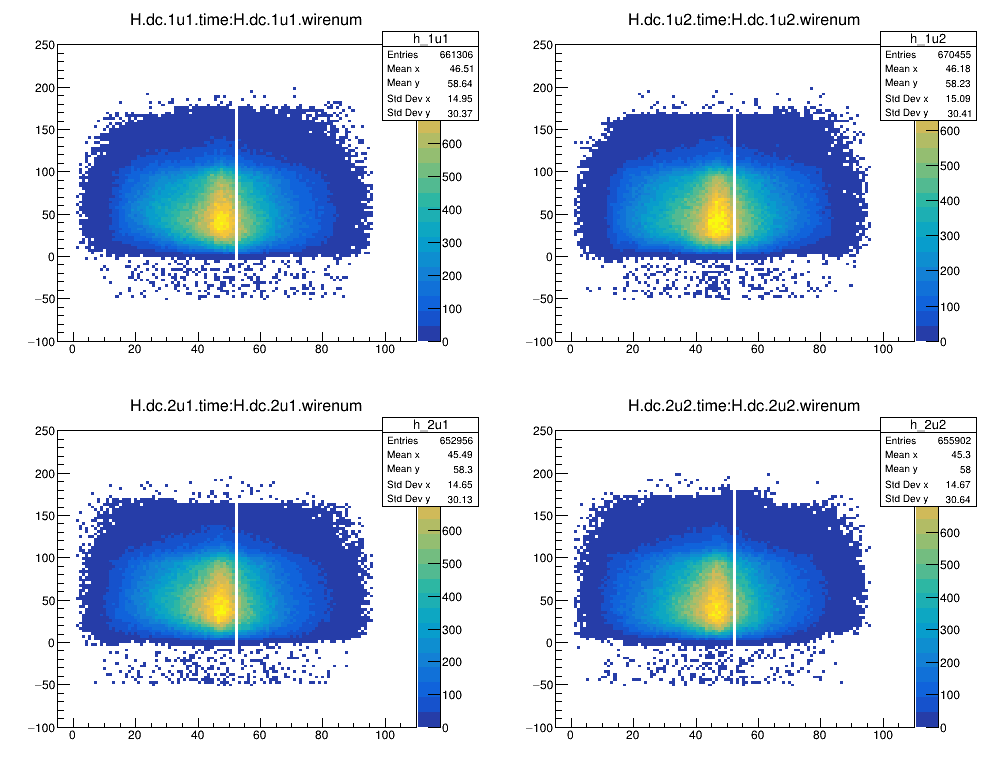 H.dc.1u1.time:H.dc.1u1.wirenum
h_1u1
Entries 661306
Mean x 46.51
Mean y 58.64
Std Dev x 14.95
Std Dev y 30.37
250
200
150
100
50
0
−50
−100
0 20 40 60 80 100
600
500
400
300
200
100
0
H.dc.1u2.time:H.dc.1u2.wirenum
h_1u2
Entries 670455
Mean x 46.18
Mean y 58.23
Std Dev x 15.09
Std Dev y 30.41
250
200
150
100
50
0
−50
−100
0 20 40 60 80 100
600
500
400
300
200
100
0
H.dc.2u1.time:H.dc.2u1.wirenum
h_2u1
Entries 652956
Mean x 45.49
Mean y 58.3
Std Dev x 14.65
Std Dev y 30.13
250
200
150
100
50
0
−50
−100
0 20 40 60 80 100
600
500
400
300
200
100
0
H.dc.2u2.time:H.dc.2u2.wirenum
h_2u2
Entries 655902
Mean x 45.3
Mean y 58
Std Dev x 14.67
Std Dev y 30.64
250
200
150
100
50
0
−50
−100
0 20 40 60 80 100
600
500
400
300
200
100
0